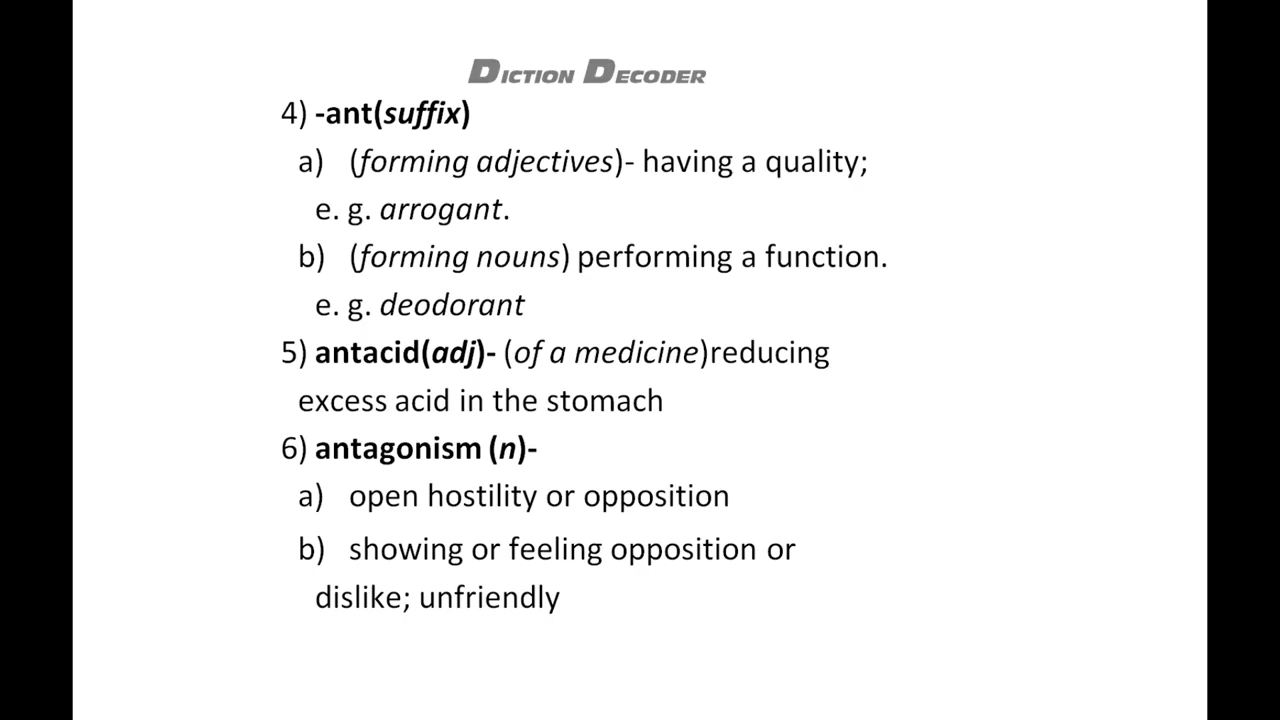 DICTION DECODER
4) -ant(suffix)
a) (forming adjectives)- having a quality;
e. g. arrogant.
b) (forming nouns) performing a function.
e. g. deodorant
5) antacid(adj)- (of a medicine)reducing
excess acid in the stomach
6) antagonism (n)-
a) open hostility or opposition
b) showing or feeling opposition or
dislike; unfriendly